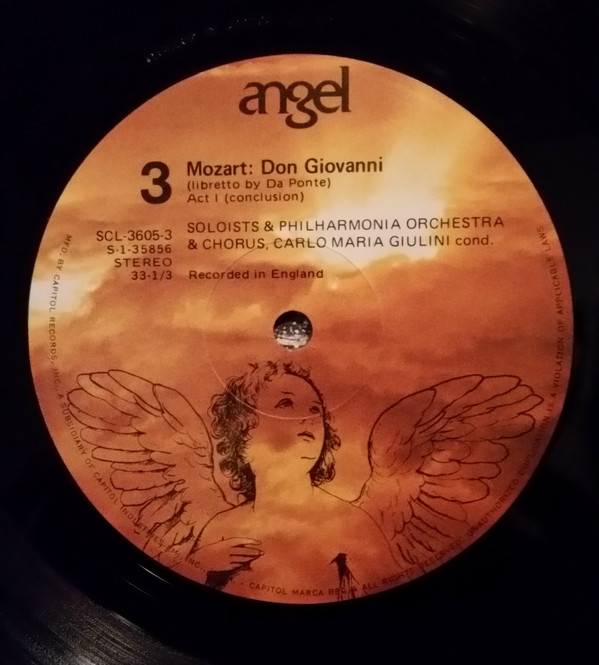 angel
3
Mozart: Don Giovanni
(libretto by Da Ponte)
Act I (conclusion)
SCL-3605-3
S-1-35856
STEREO
33-1/3
SOLOISTS & PHILHARMONIA ORCHESTRA
& CHORUS, CARLO MARIA GIULINI cond.
Recorded in England
MFD. BY CAPITOL RECORDS, INC., A SUBSIDIARY OF CAPITOL INDUSTRIES-EMI, INC., • CAPITOL MARCA REG. • ALL RIGHTS RESERVED. UNAUTHORIZED DUPLICATION IS A VIOLATION OF APPLICABLE LAWS